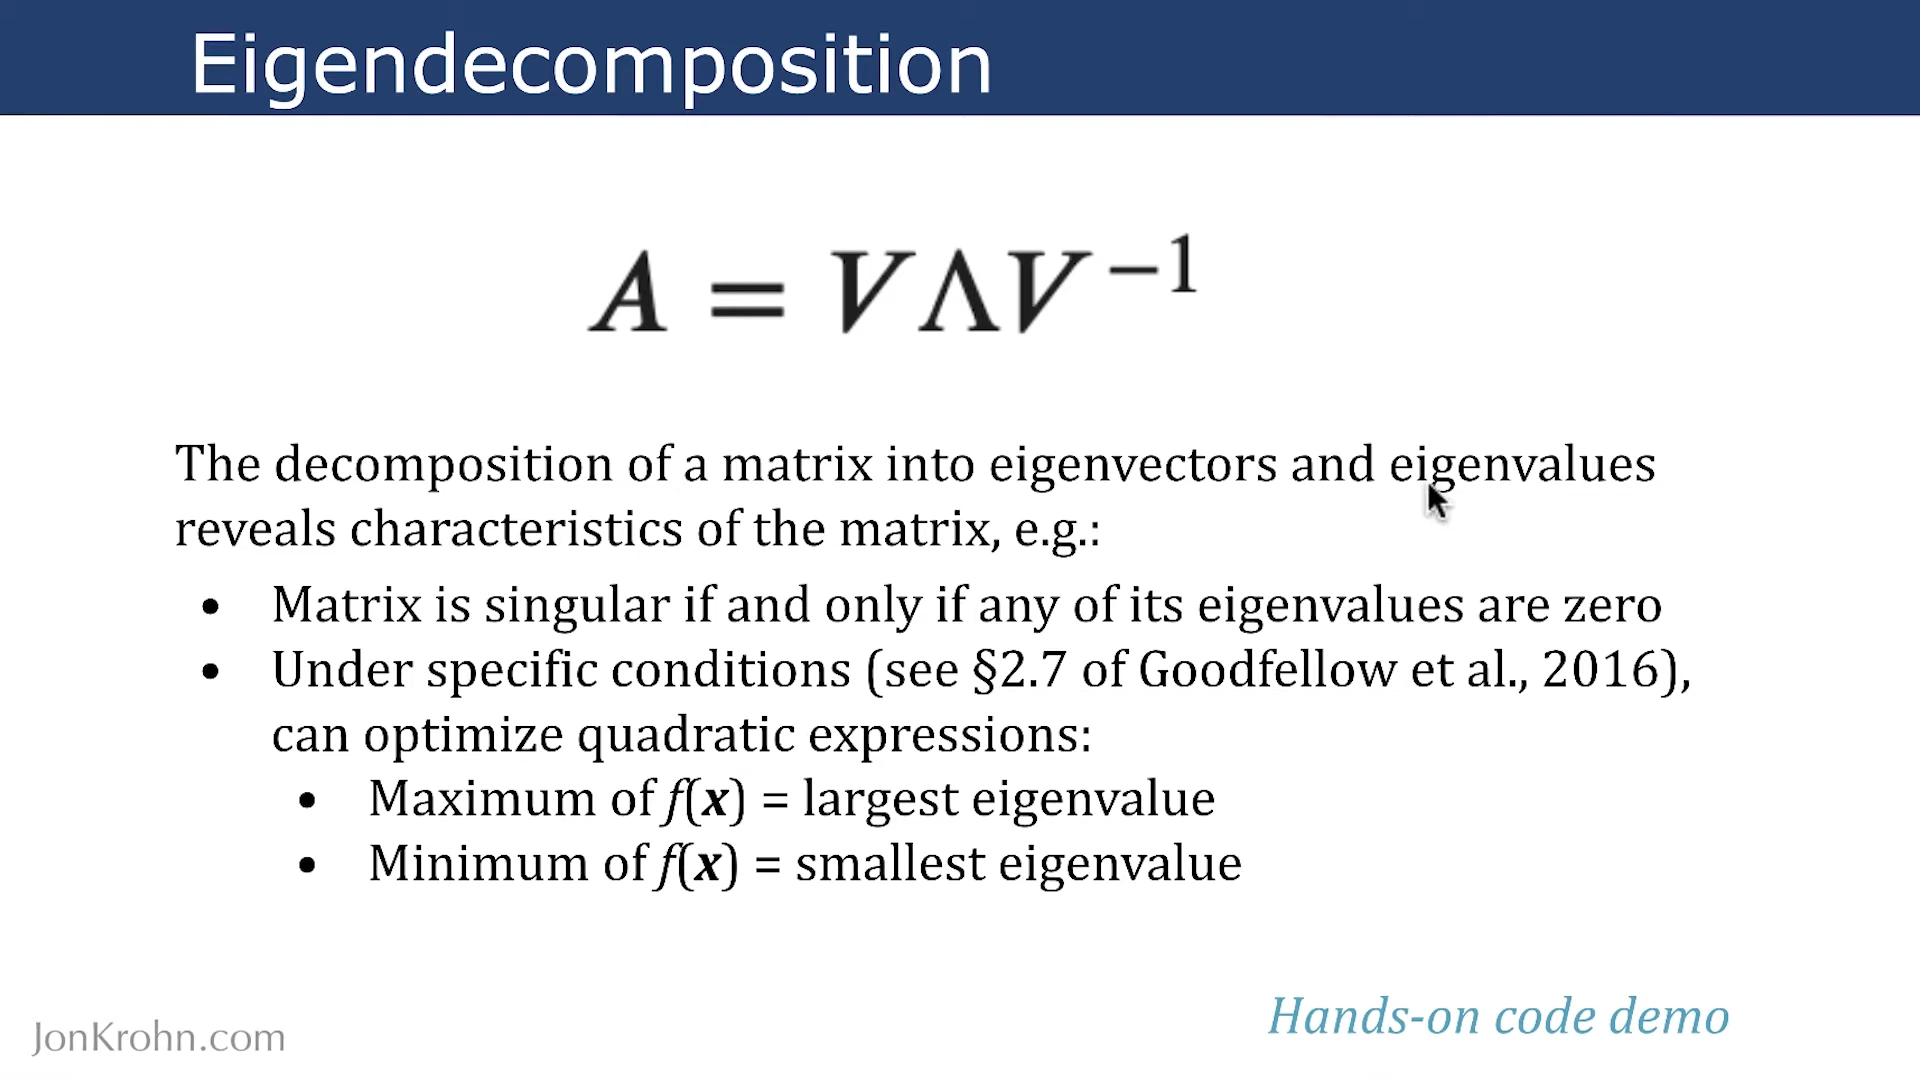 Eigendecomposition
A = VΛV⁻¹
The decomposition of a matrix into eigenvectors and eigenvalues
reveals characteristics of the matrix, e.g.:
• Matrix is singular if and only if any of its eigenvalues are zero
• Under specific conditions (see §2.7 of Goodfellow et al., 2016),
can optimize quadratic expressions:
• Maximum of f(x) = largest eigenvalue
• Minimum of f(x) = smallest eigenvalue
Hands-on code demo
JonKrohn.com